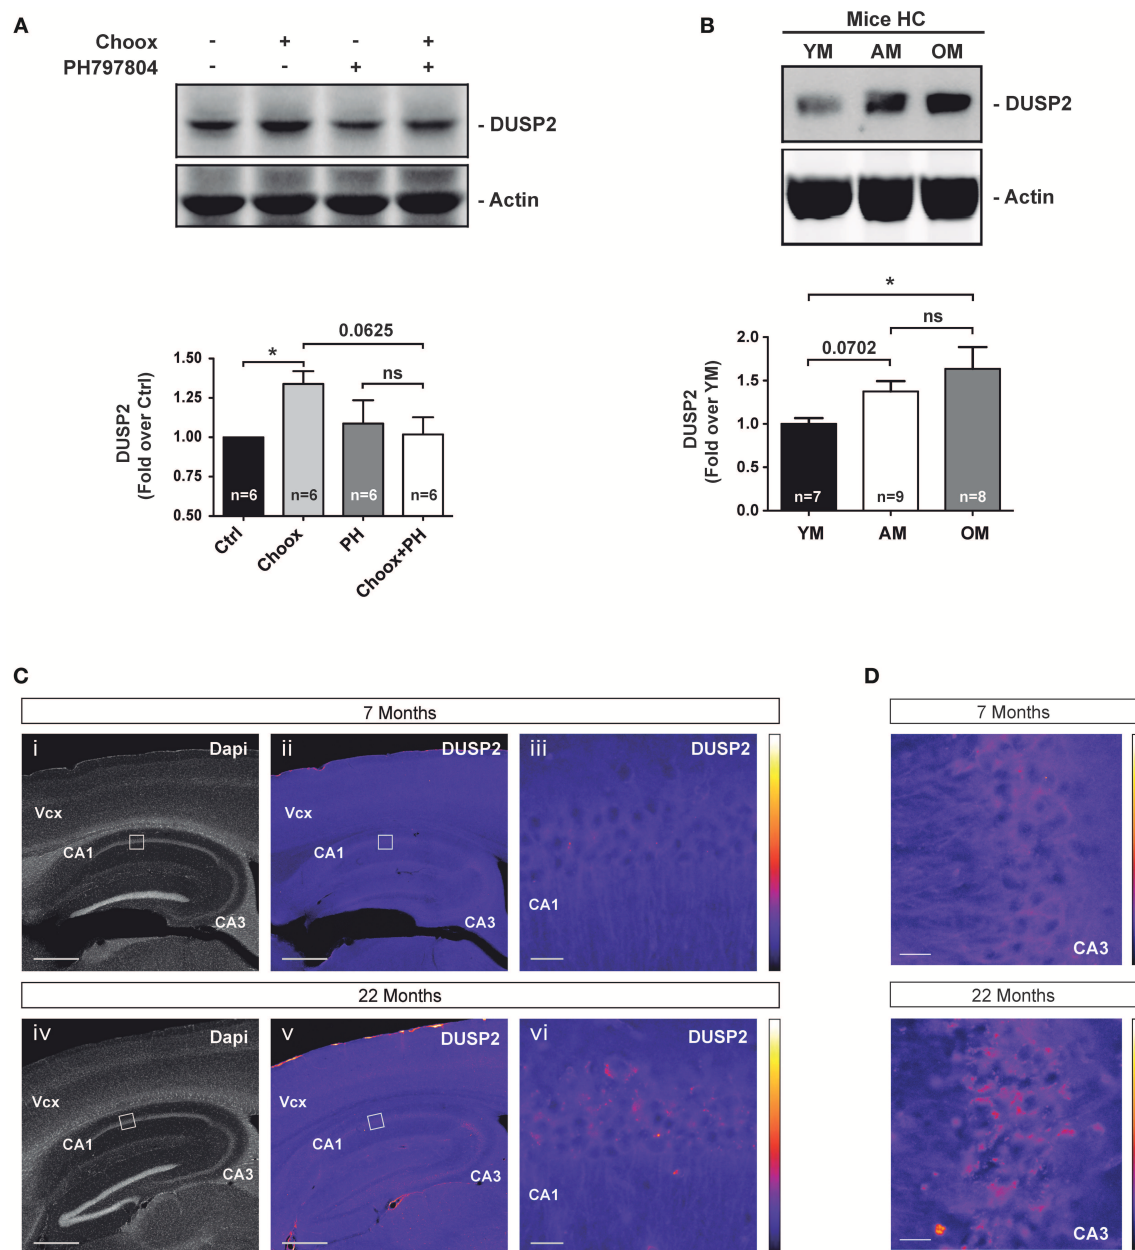 A
Choox - + - +
PH797804 - - + +
- DUSP2
- Actin
DUSP2
(Fold over Ctrl)
1.50
1.25
1.00
0.75
0.50
*
0.0625
ns
n=6
n=6
n=6
n=6
Ctrl
Choox
PH
Choox+PH
B
Mice HC
YM AM OM
- DUSP2
- Actin
DUSP2
(Fold over YM)
2.0
1.5
1.0
0.5
0.0
*
ns
0.0702
n=7
n=9
n=8
YM
AM
OM
C
7 Months
i
Dapi
Vcx
CA1
CA3
ii
DUSP2
Vcx
CA1
CA3
iii
DUSP2
CA1
22 Months
iv
Dapi
Vcx
CA1
CA3
v
DUSP2
Vcx
CA1
CA3
vi
DUSP2
CA1
D
7 Months
CA3
22 Months
CA3